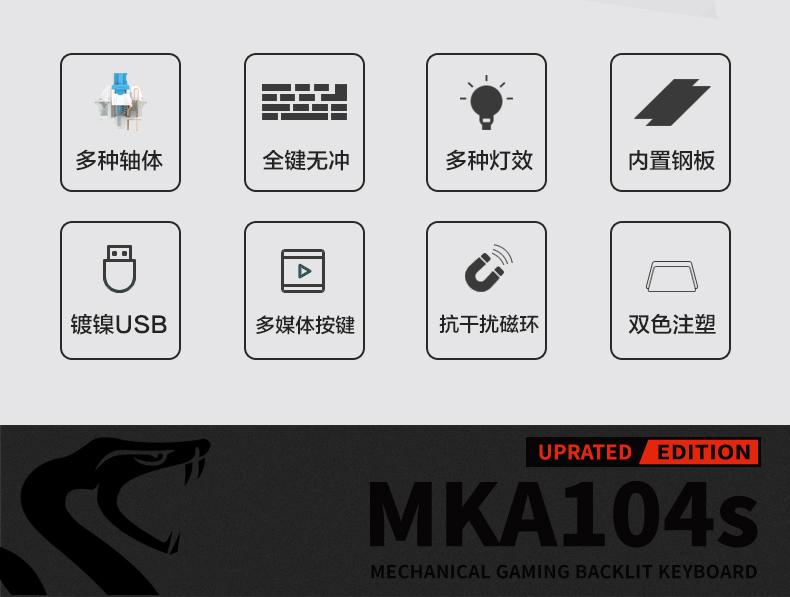 多种轴体
全键无冲
多种灯效
内置钢板
镀镍USB
多媒体按键
抗干扰磁环
双色注塑
UPRATED EDITION
MKA104s
MECHANICAL GAMING BACKLIT KEYBOARD